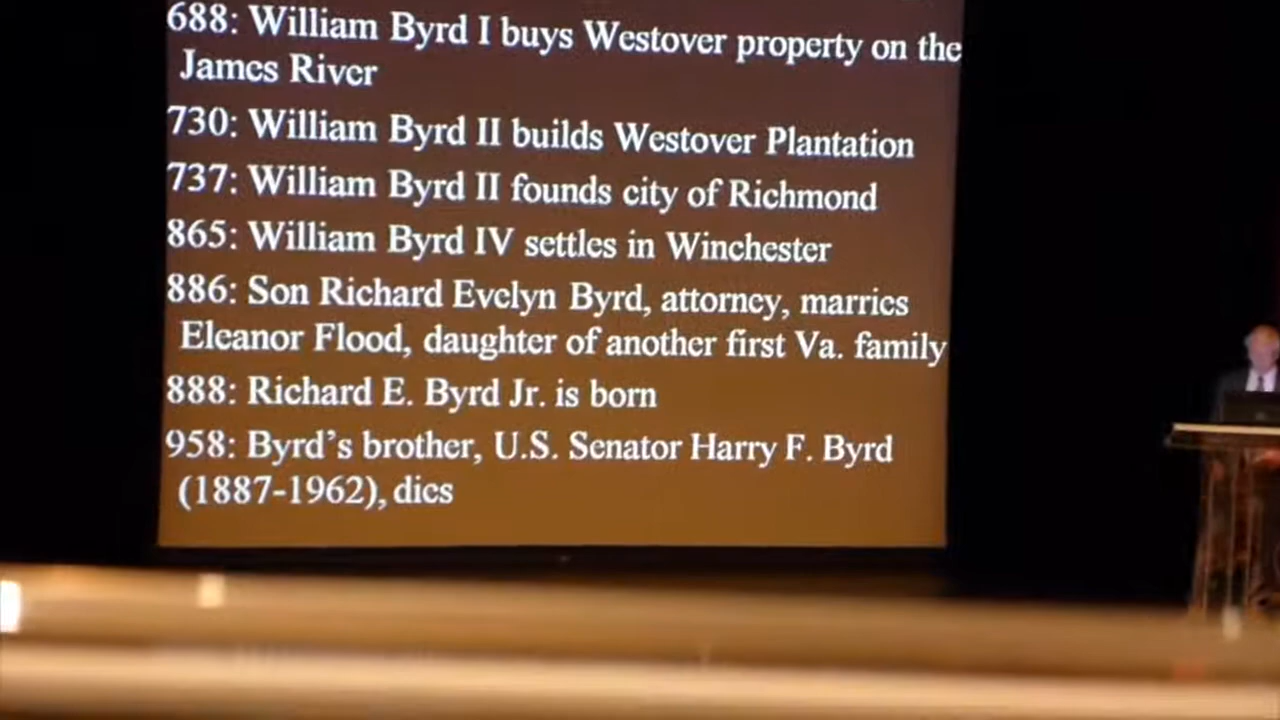 688: William Byrd I buys Westover property on the
James River
730: William Byrd II builds Westover Plantation
737: William Byrd II founds city of Richmond
865: William Byrd IV settles in Winchester
886: Son Richard Evelyn Byrd, attorney, marries
Eleanor Flood, daughter of another first Va. family
888: Richard E. Byrd Jr. is born
958: Byrd’s brother, U.S. Senator Harry F. Byrd
(1887-1962), dies